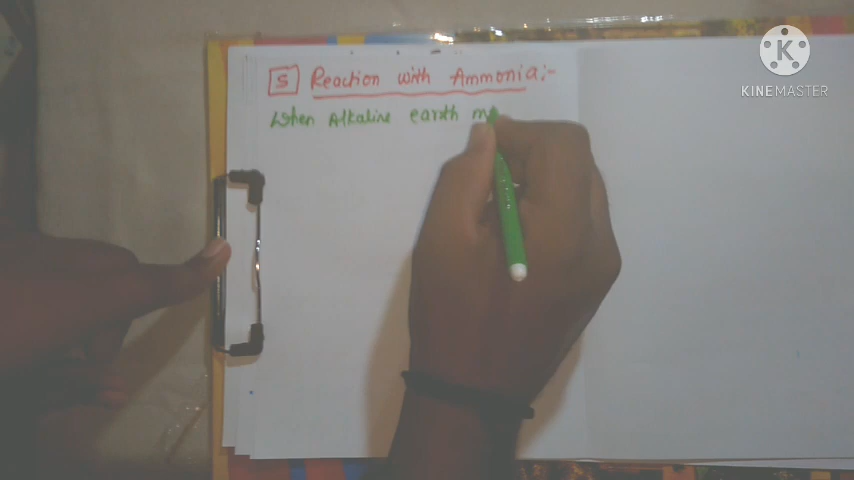 5 Reaction with Ammonia:-
When Alkaline earth
K
KINEMASTER